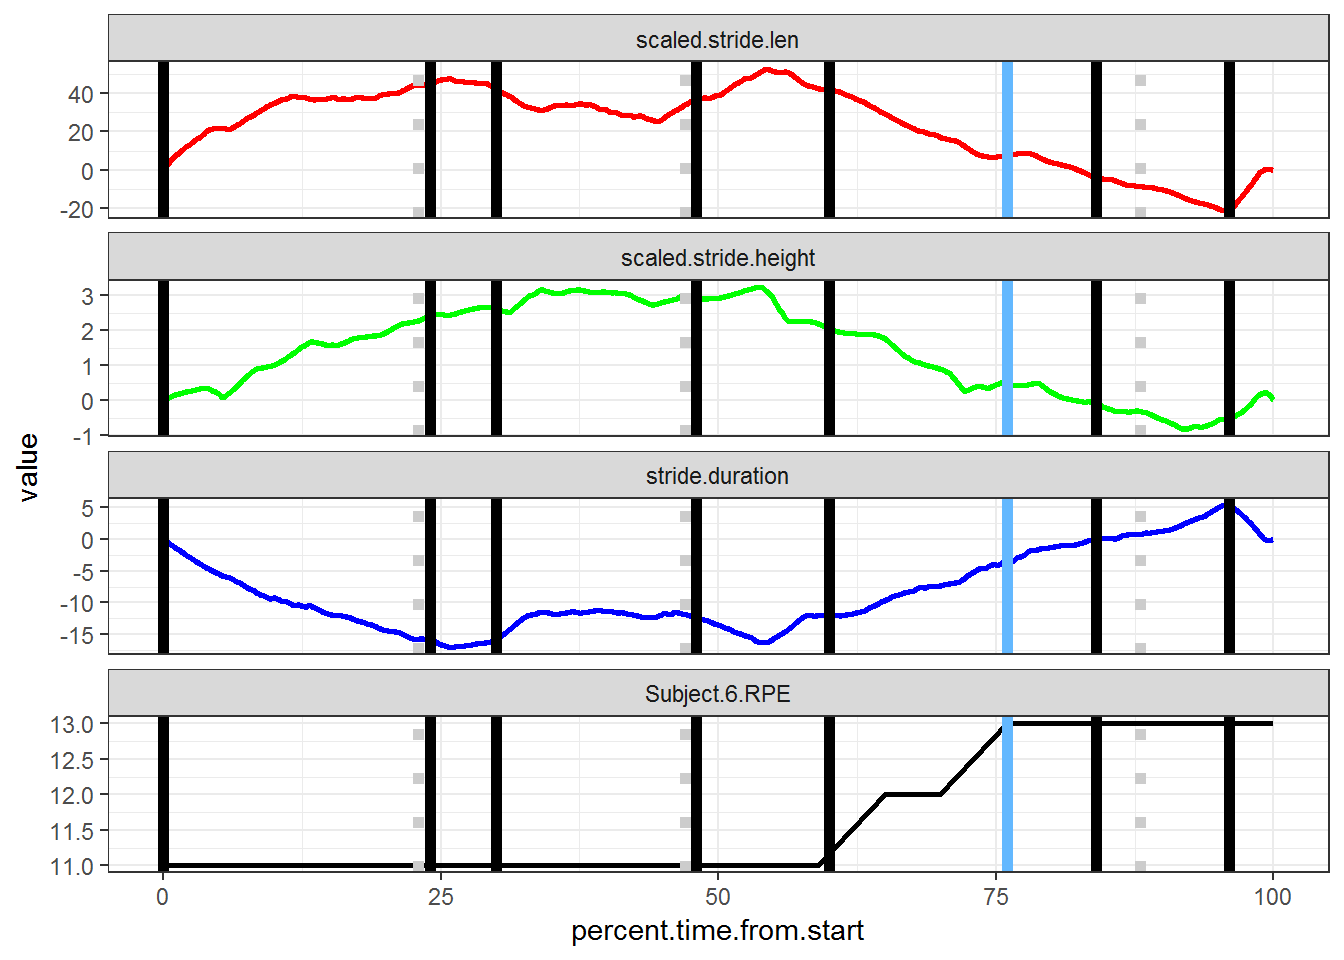 scaled.stride.len
40
20
0
-20
scaled.stride.height
3
2
1
0
-1
value
stride.duration
5
0
-5
-10
-15
Subject.6.RPE
13.0
12.5
12.0
11.5
11.0
0 25 50 75 100
percent.time.from.start